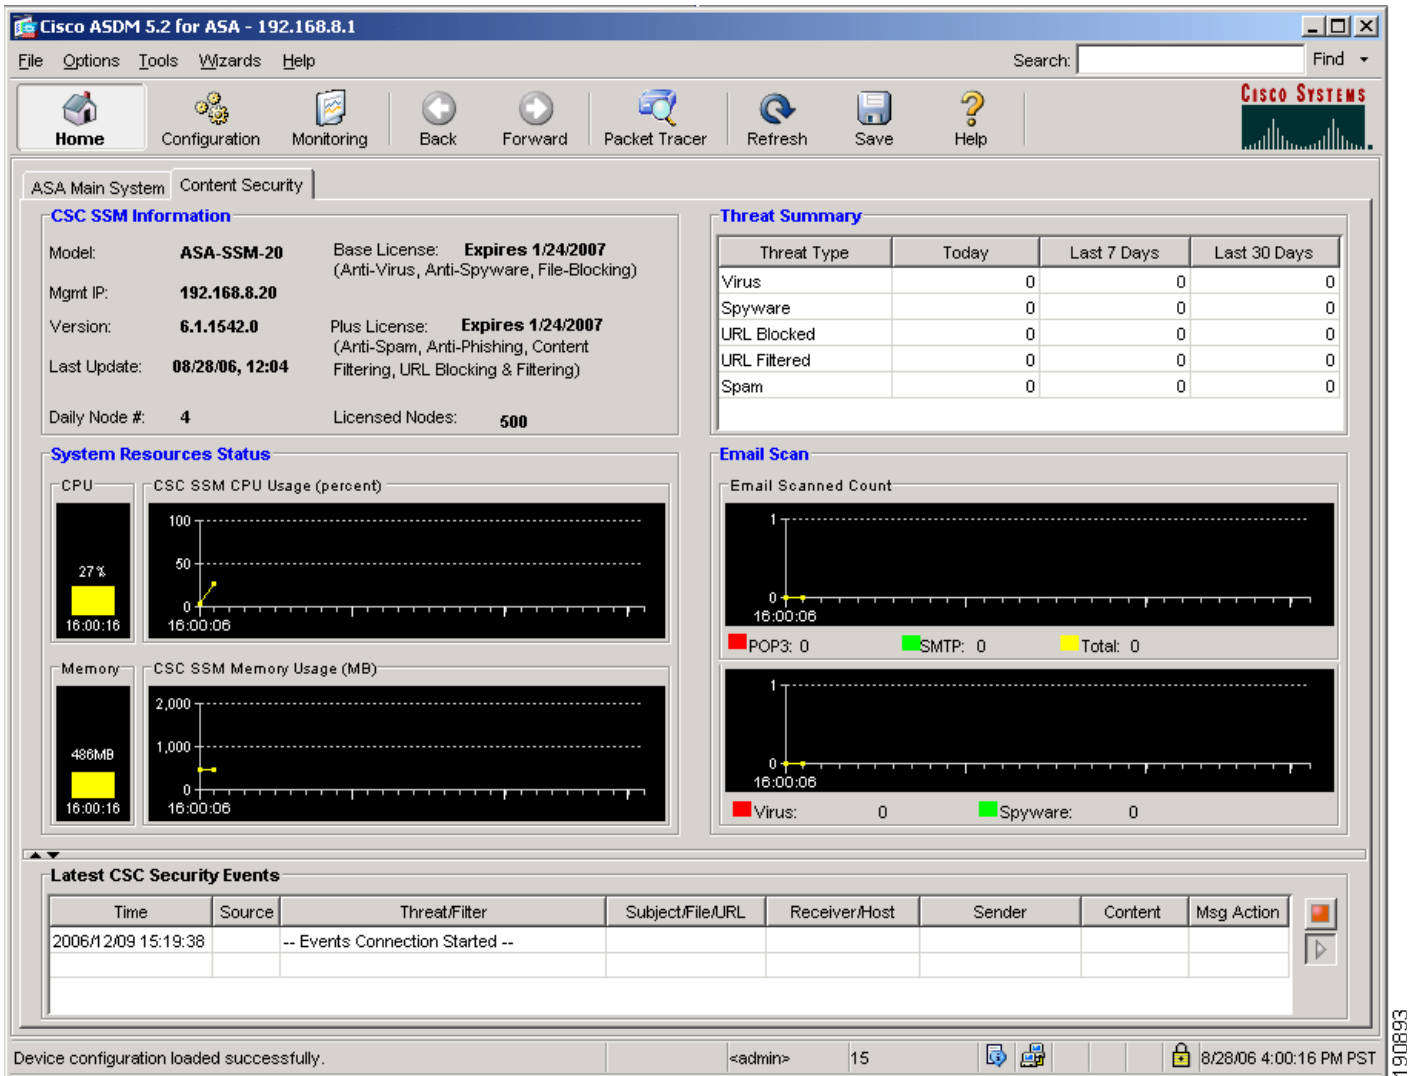 Cisco ASDM 5.2 for ASA - 192.168.8.1
File Options Tools Wizards Help Search: Find
Home Configuration Monitoring Back Forward Packet Tracer Refresh Save Help
CISCO SYSTEMS
ASA Main System Content Security
CSC SSM Information
Model: ASA-SSM-20 Base License: Expires 1/24/2007
(Anti-Virus, Anti-Spyware, File-Blocking)
Mgmt IP: 192.168.8.20
Version: 6.1.1542.0 Plus License: Expires 1/24/2007
(Anti-Spam, Anti-Phishing, Content
Last Update: 08/28/06, 12:04 Filtering, URL Blocking & Filtering)
Daily Node #: 4 Licensed Nodes: 500
Threat Summary
Threat Type Today Last 7 Days Last 30 Days
Virus 0 0 0
Spyware 0 0 0
URL Blocked 0 0 0
URL Filtered 0 0 0
Spam 0 0 0
System Resources Status
CPU
27%
16:00:16
CSC SSM CPU Usage (percent)
100
50
0
16:00:06
Memory
486MB
16:00:16
CSC SSM Memory Usage (MB)
2,000
1,000
0
16:00:06
Email Scan
Email Scanned Count
1
0
16:00:06
POP3: 0 SMTP: 0 Total: 0
1
0
16:00:06
Virus: 0 Spyware: 0
Latest CSC Security Events
Time Source Threat/Filter Subject/File/URL Receiver/Host Sender Content Msg Action
2006/12/09 15:19:38 -- Events Connection Started --
Device configuration loaded successfully. <admin> 15 8/28/06 4:00:16 PM PST
190893